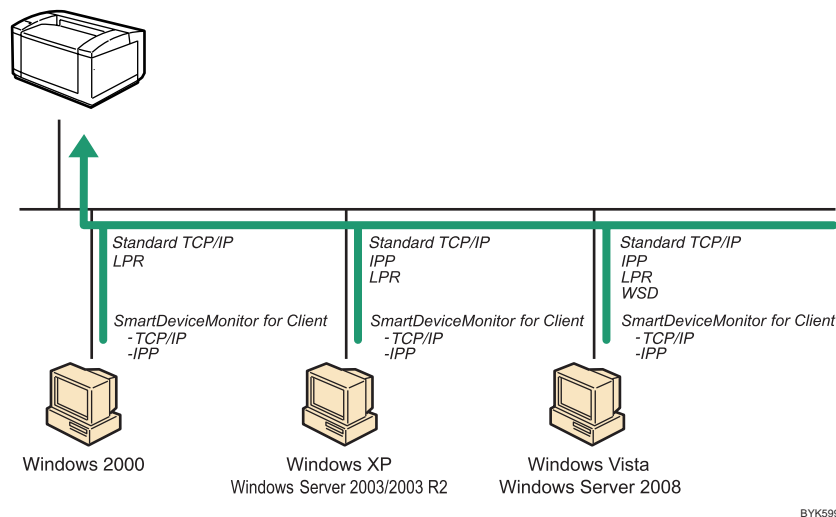 Standard TCP/IP
LPR
SmartDeviceMonitor for Client
- TCP/IP
-IPP
Windows 2000
Standard TCP/IP
IPP
LPR
SmartDeviceMonitor for Client
- TCP/IP
-IPP
Windows XP
Windows Server 2003/2003 R2
Standard TCP/IP
IPP
LPR
WSD
SmartDeviceMonitor for Client
- TCP/IP
-IPP
Windows Vista
Windows Server 2008